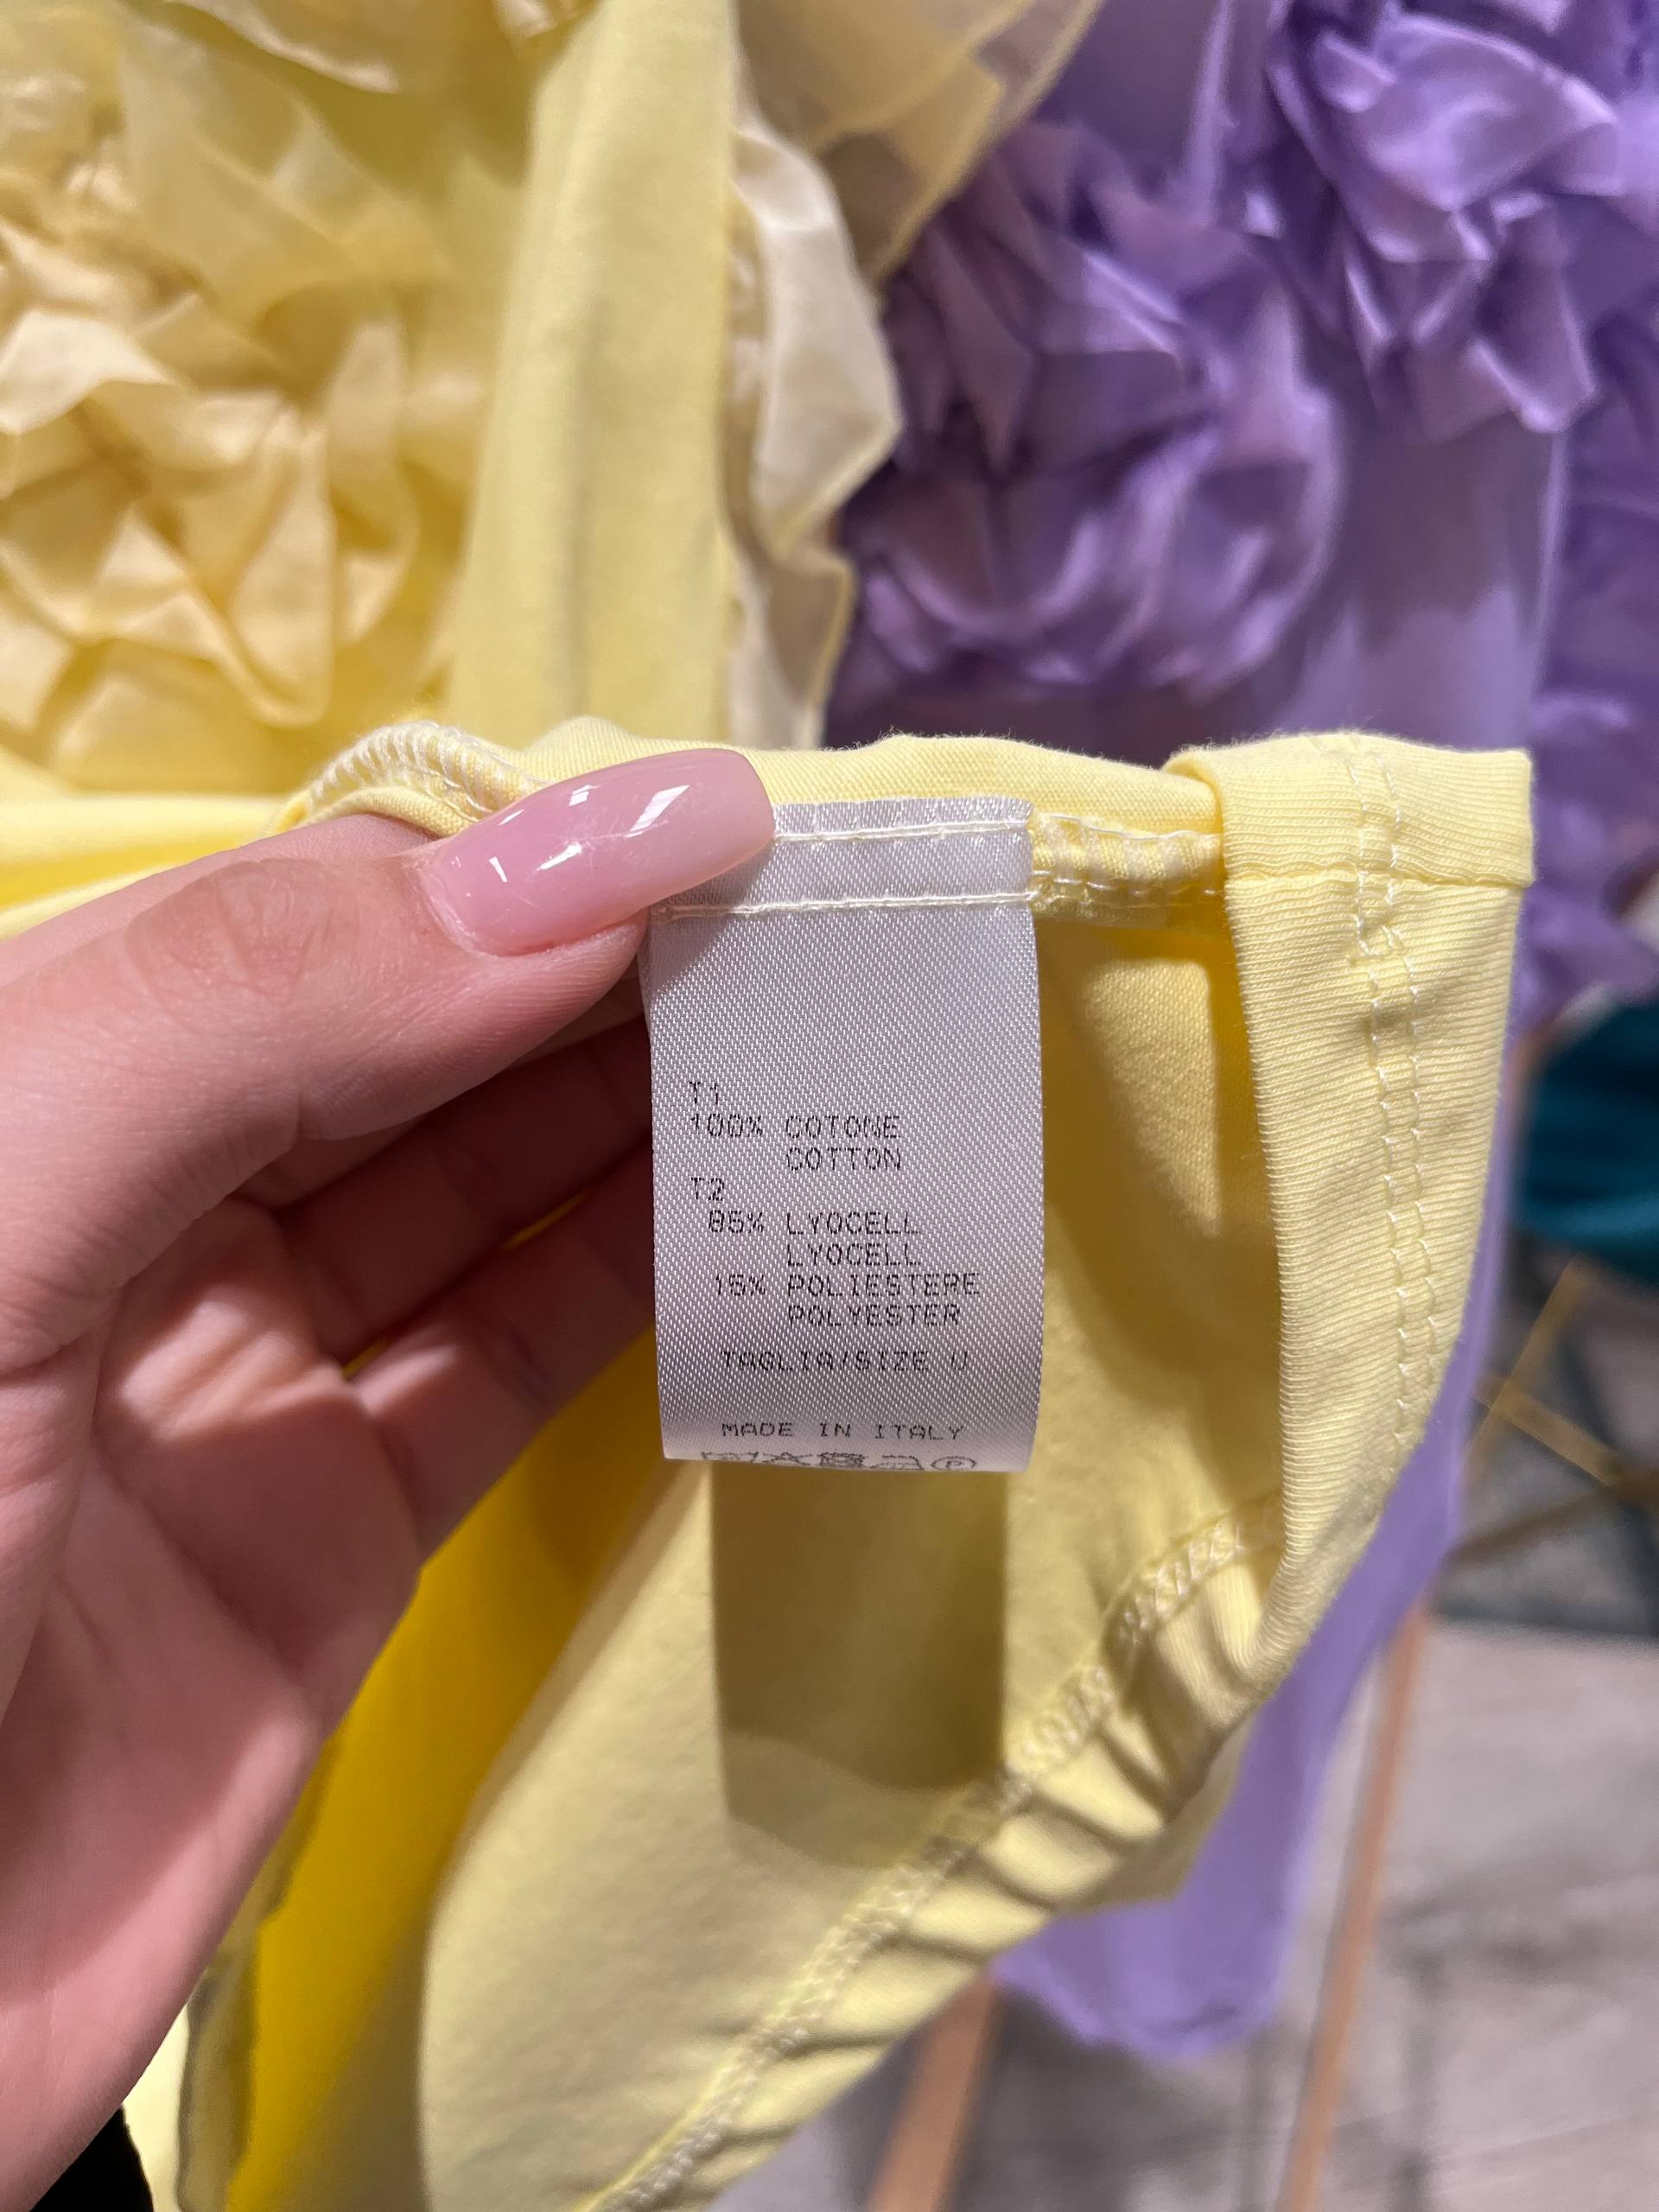 T1
100% COTONE
COTTON
T2
85% LYOCELL
LYOCELL
15% POLIESTERE
POLYESTER
TAGLIA/SIZE U
MADE IN ITALY
P